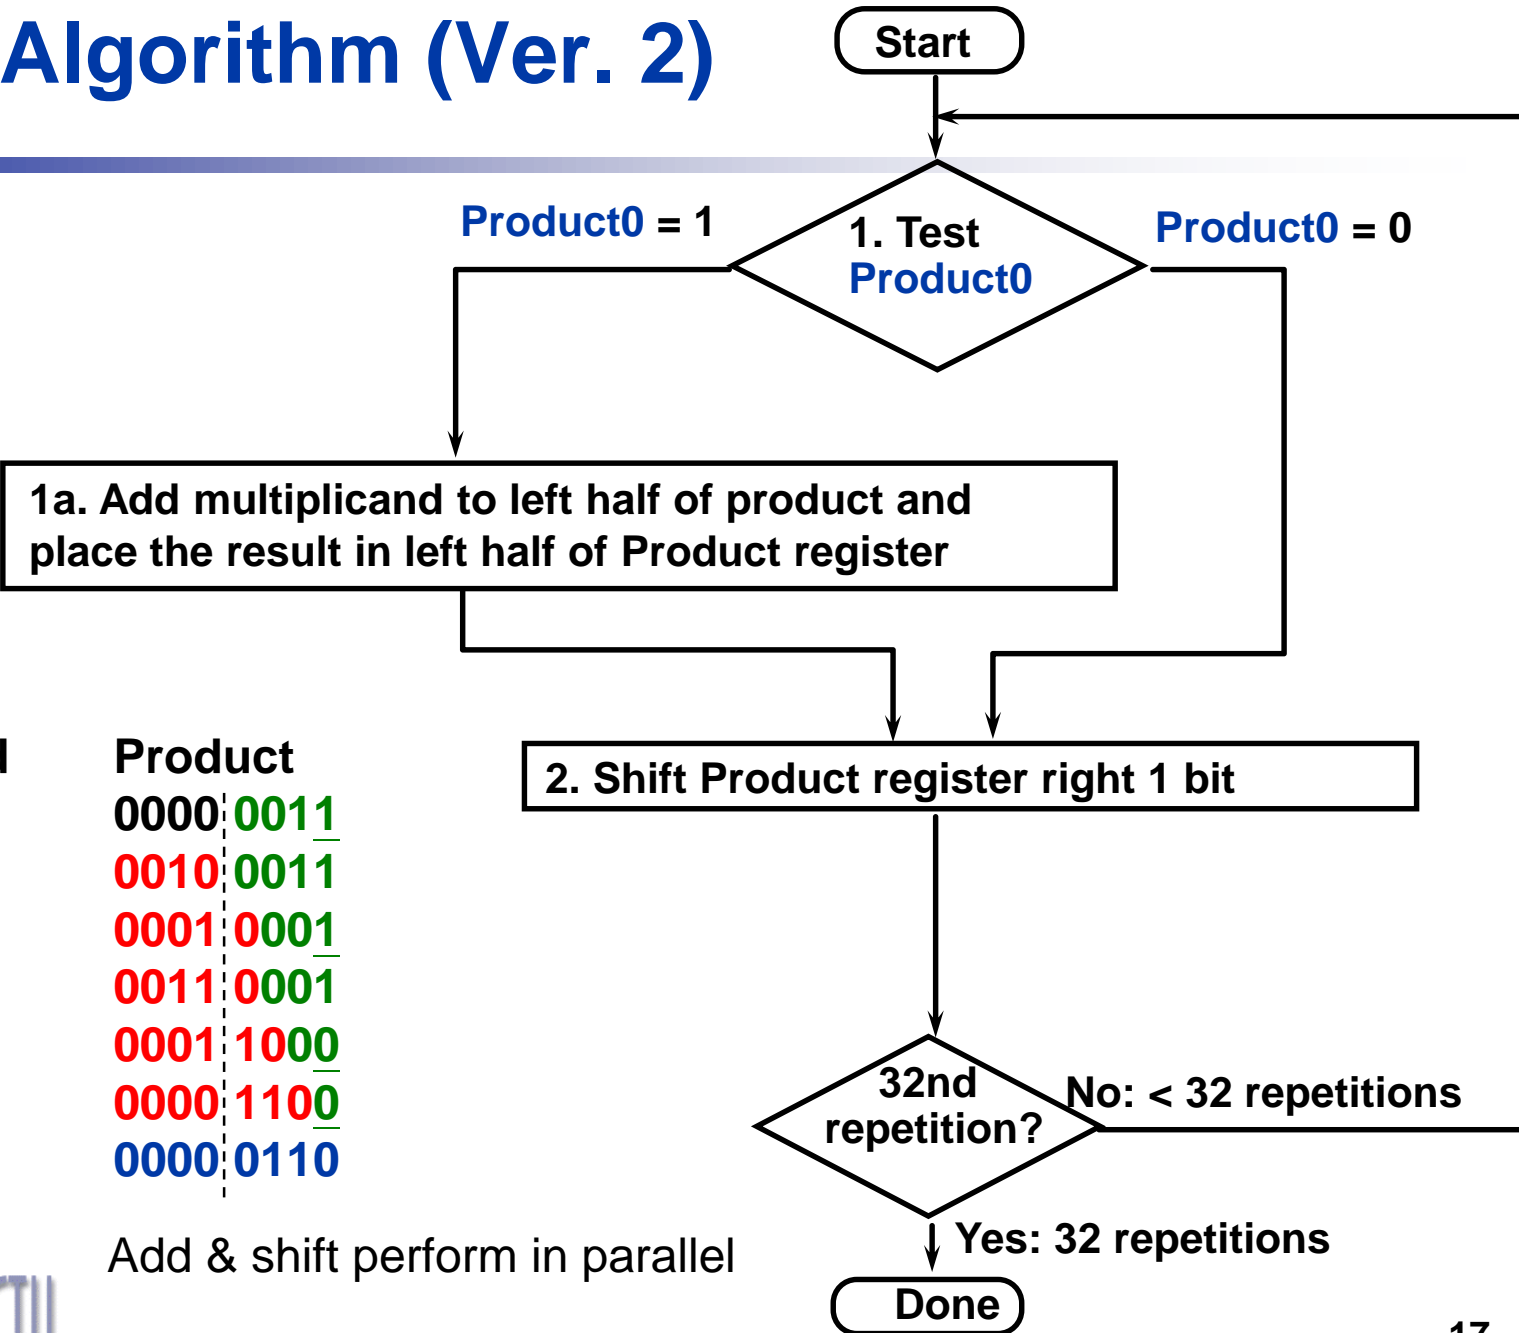 Algorithm (Ver. 2)
Start
Product0 = 1
1. Test
Product0
Product0 = 0
1a. Add multiplicand to left half of product and
place the result in left half of Product register
2. Shift Product register right 1 bit
Product
0000 0011
0010 0011
0001 0001
0011 0001
0001 1000
0000 1100
0000 0110
Add & shift perform in parallel
32nd
repetition?
No: < 32 repetitions
Yes: 32 repetitions
Done
17